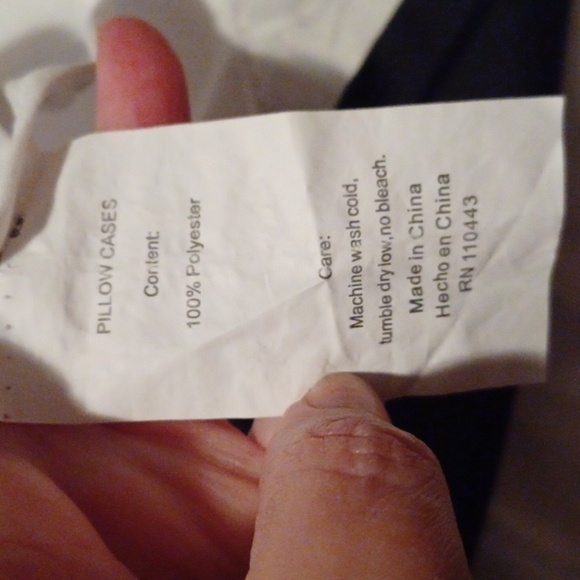 PILLOW CASES
Content:
100% Polyester
Care:
Machine wash cold,
tumble dry low,no bleach.
Made in China
Hecho en China
RN 110443